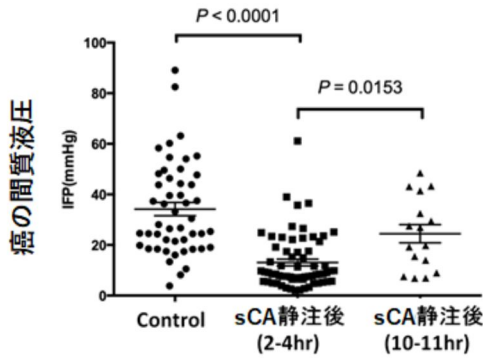 P < 0.0001
P = 0.0153
癌の間質液圧
IFP(mmHg)
100
80
60
40
20
0
Control
sCA静注後
(2-4hr)
sCA静注後
(10-11hr)